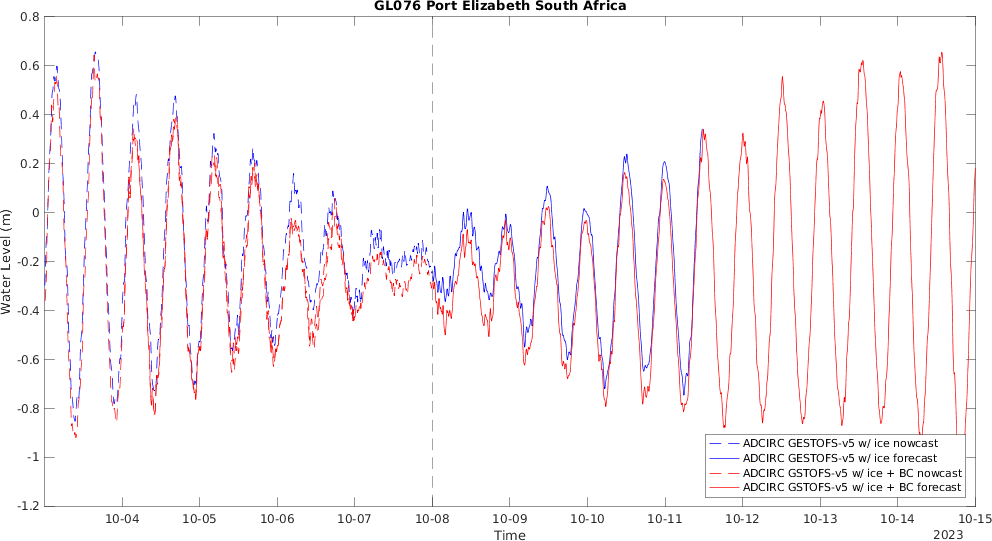 GL076 Port Elizabeth South Africa
0.8
0.6
0.4
0.2
0
-0.2
-0.4
-0.6
-0.8
-1
-1.2
Water Level (m)
ADCIRC GESTOFS-v5 w/ ice nowcast
ADCIRC GESTOFS-v5 w/ ice forecast
ADCIRC GSTOFS-v5 w/ ice + BC nowcast
ADCIRC GSTOFS-v5 w/ ice + BC forecast
10-04 10-05 10-06 10-07 10-08 10-09 10-10 10-11 10-12 10-13 10-14 10-15
Time
2023